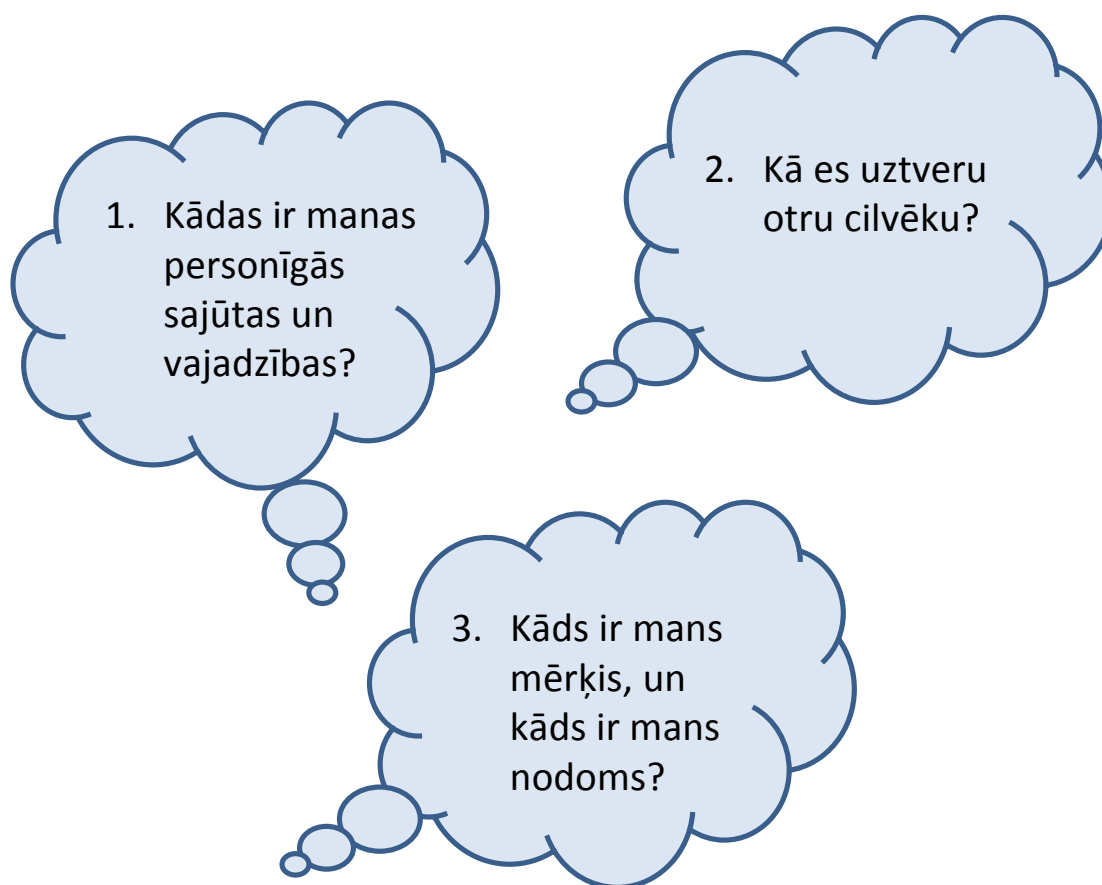 1. Kādas ir manas
personīgās
sajūtas un
vajadzības?
2. Kā es uztveru
otru cilvēku?
3. Kāds ir mans
mērķis, un
kāds ir mans
nodoms?